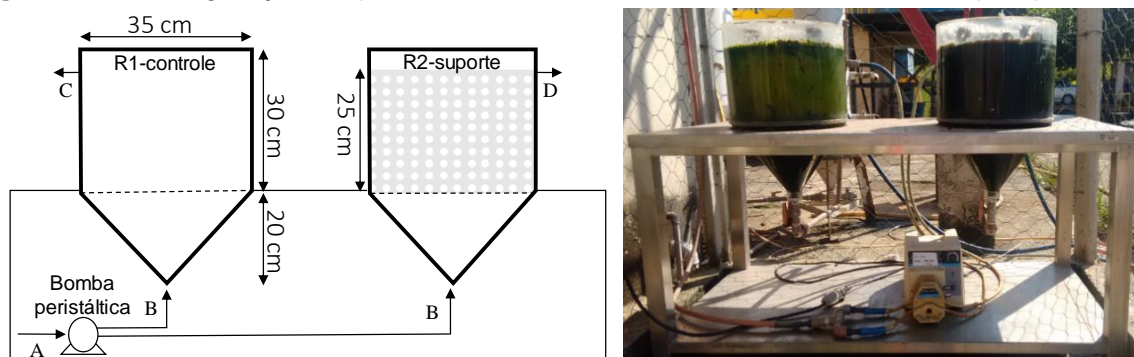 35 cm
R1-controle
R2-suporte
C
D
30 cm
25 cm
20 cm
Bomba
peristáltica
B
B
A